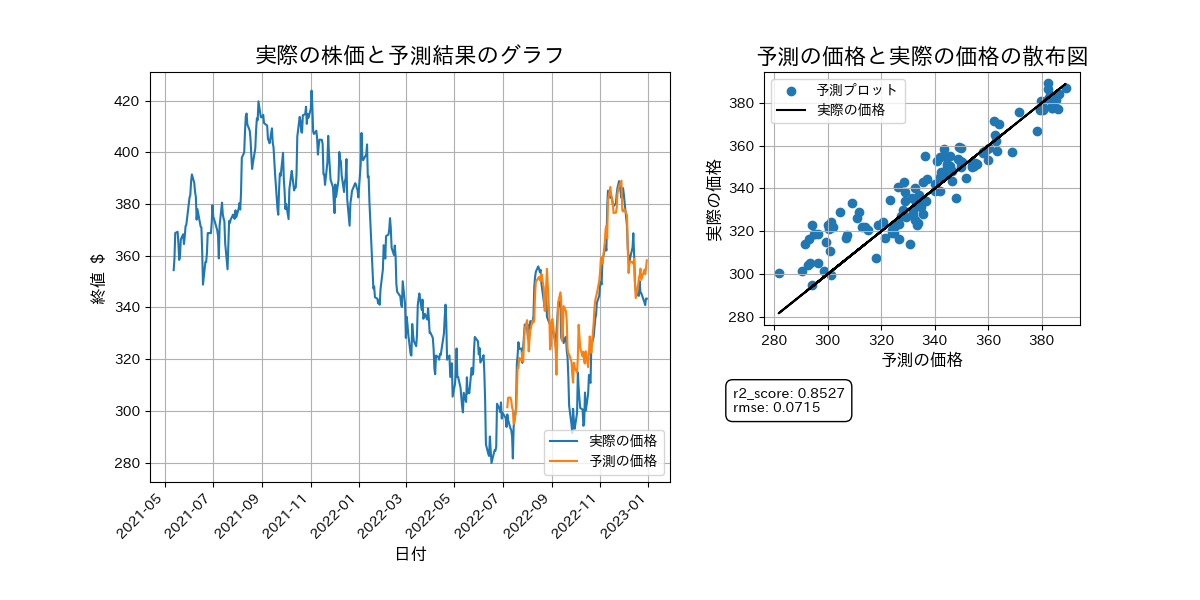 実際の株価と予測結果のグラフ
終値 $
420
400
380
360
340
320
300
280
2021-05
2021-07
2021-09
2021-11
2022-01
2022-03
2022-05
2022-07
2022-09
2022-11
2023-01
日付
実際の価格
予測の価格
予測の価格と実際の価格の散布図
実際の価格
380
360
340
320
300
280
280
300
320
340
360
380
予測の価格
予測プロット
実際の価格
r2_score: 0.8527
rmse: 0.0715